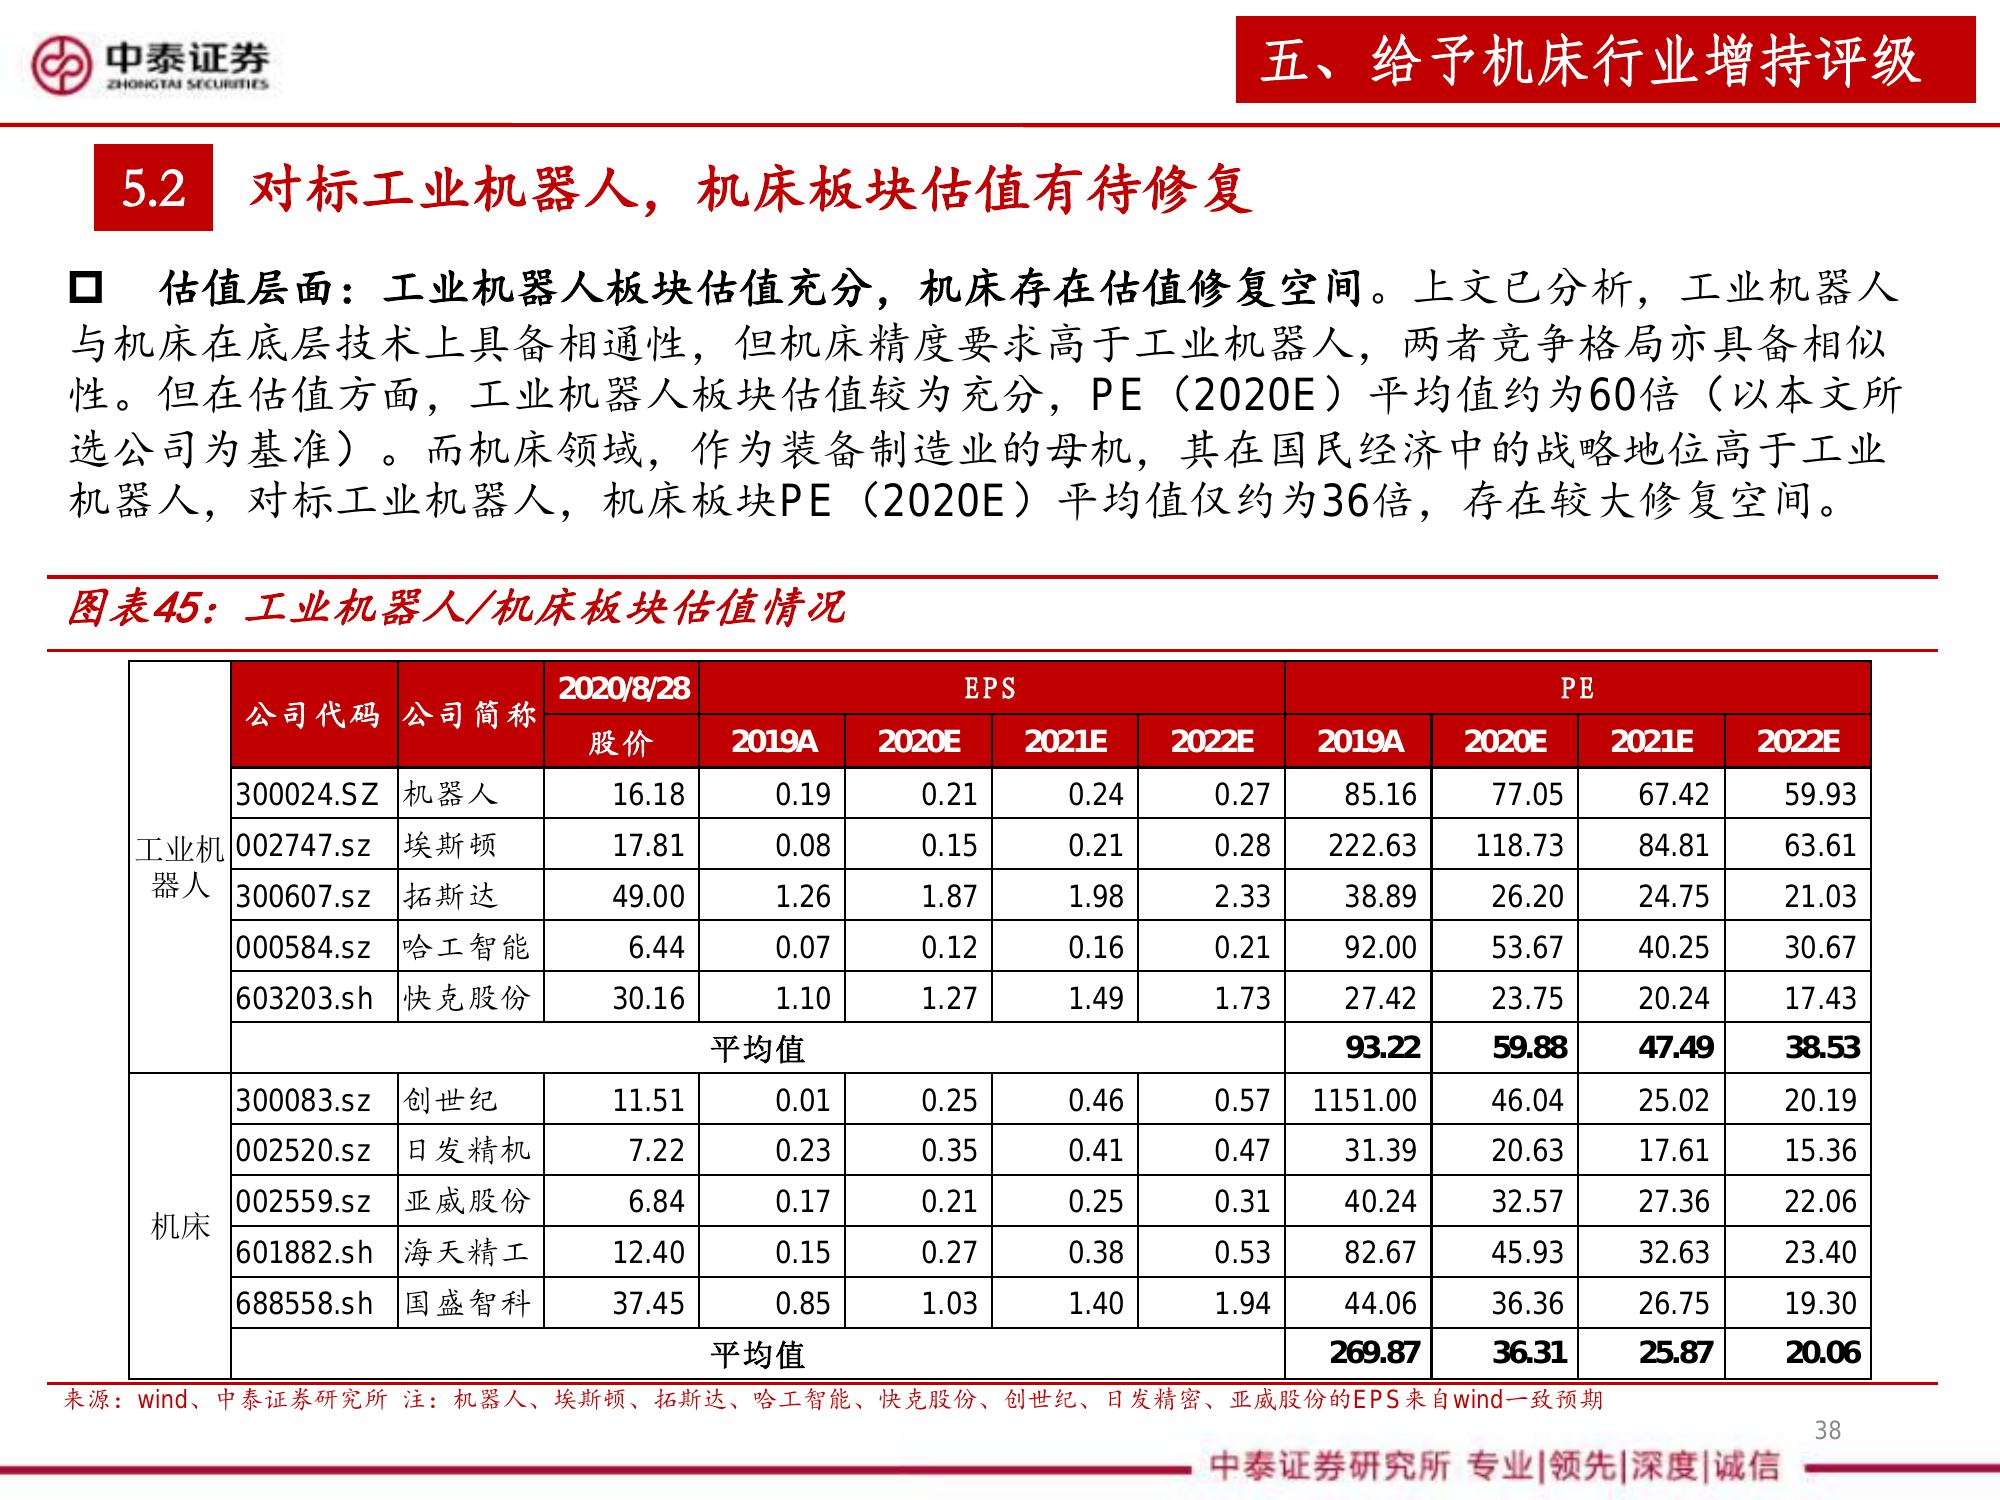 中泰证券
ZHONGTAI SECURITIES
五、给予机床行业增持评级
5.2 对标工业机器人，机床板块估值有待修复
估值层面：工业机器人板块估值充分，机床存在估值修复空间。上文已分析，工业机器人
与机床在底层技术上具备相通性，但机床精度要求高于工业机器人，两者竞争格局亦具备相似
性。但在估值方面，工业机器人板块估值较为充分，PE（2020E）平均值约为60倍（以本文所
选公司为基准）。而机床领域，作为装备制造业的母机，其在国民经济中的战略地位高于工业
机器人，对标工业机器人，机床板块PE（2020E）平均值仅约为36倍，存在较大修复空间。
图表45：工业机器人/机床板块估值情况
公司代码 公司简称 2020/8/28 EPS PE
股价 2019A 2020E 2021E 2022E 2019A 2020E 2021E 2022E
工业机
器人
300024.SZ 机器人 16.18 0.19 0.21 0.24 0.27 85.16 77.05 67.42 59.93
002747.sz 埃斯顿 17.81 0.08 0.15 0.21 0.28 222.63 118.73 84.81 63.61
300607.sz 拓斯达 49.00 1.26 1.87 1.98 2.33 38.89 26.20 24.75 21.03
000584.sz 哈工智能 6.44 0.07 0.12 0.16 0.21 92.00 53.67 40.25 30.67
603203.sh 快克股份 30.16 1.10 1.27 1.49 1.73 27.42 23.75 20.24 17.43
平均值 93.22 59.88 47.49 38.53
机床
300083.sz 创世纪 11.51 0.01 0.25 0.46 0.57 1151.00 46.04 25.02 20.19
002520.sz 日发精机 7.22 0.23 0.35 0.41 0.47 31.39 20.63 17.61 15.36
002559.sz 亚威股份 6.84 0.17 0.21 0.25 0.31 40.24 32.57 27.36 22.06
601882.sh 海天精工 12.40 0.15 0.27 0.38 0.53 82.67 45.93 32.63 23.40
688558.sh 国盛智科 37.45 0.85 1.03 1.40 1.94 44.06 36.36 26.75 19.30
平均值 269.87 36.31 25.87 20.06
来源：wind、中泰证券研究所 注：机器人、埃斯顿、拓斯达、哈工智能、快克股份、创世纪、日发精密、亚威股份的EPS来自wind一致预期
38
中泰证券研究所 专业|领先|深度|诚信